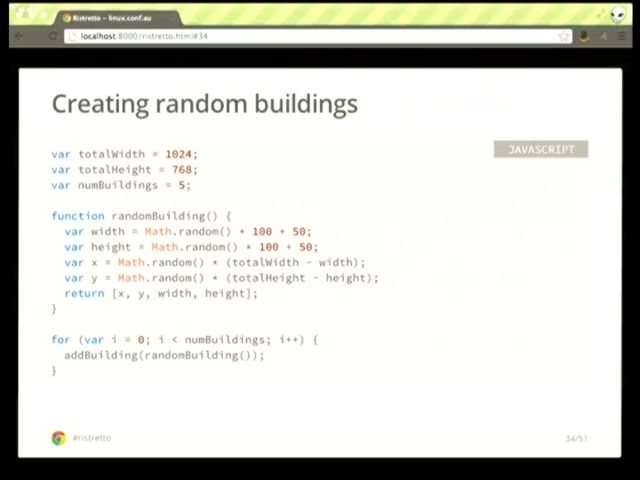 Ristretto – linux.conf.au
localhost:8000/ristretto.html#34
Creating random buildings
JAVASCRIPT
var totalWidth = 1024;
var totalHeight = 768;
var numBuildings = 5;
function randomBuilding() {
var width = Math.random() * 100 + 50;
var height = Math.random() * 100 + 50;
var x = Math.random() * (totalWidth - width);
var y = Math.random() * (totalHeight - height);
return [x, y, width, height];
}
for (var i = 0; i < numBuildings; i++) {
addBuilding(randomBuilding());
}
#ristretto
34/51